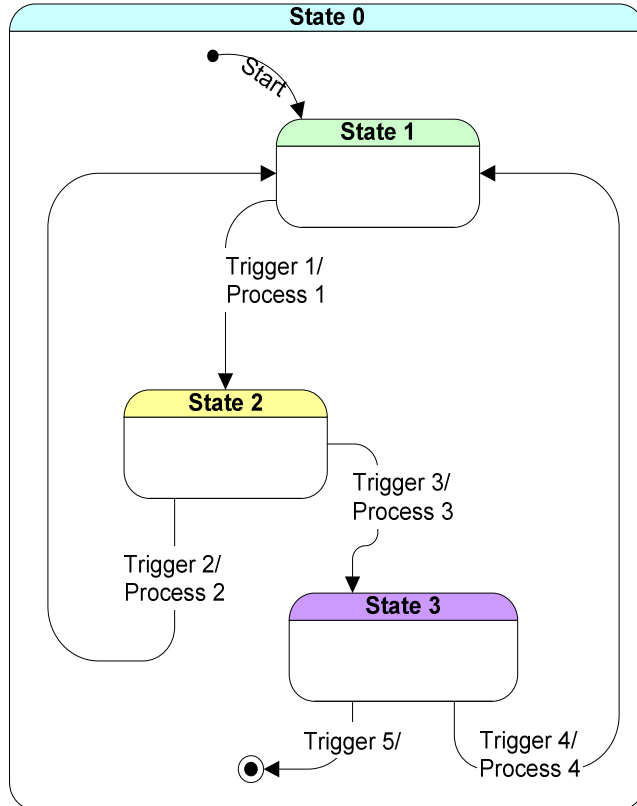 State 0
Start
State 1
Trigger 1/
Process 1
State 2
Trigger 3/
Process 3
Trigger 2/
Process 2
State 3
Trigger 5/
Trigger 4/
Process 4